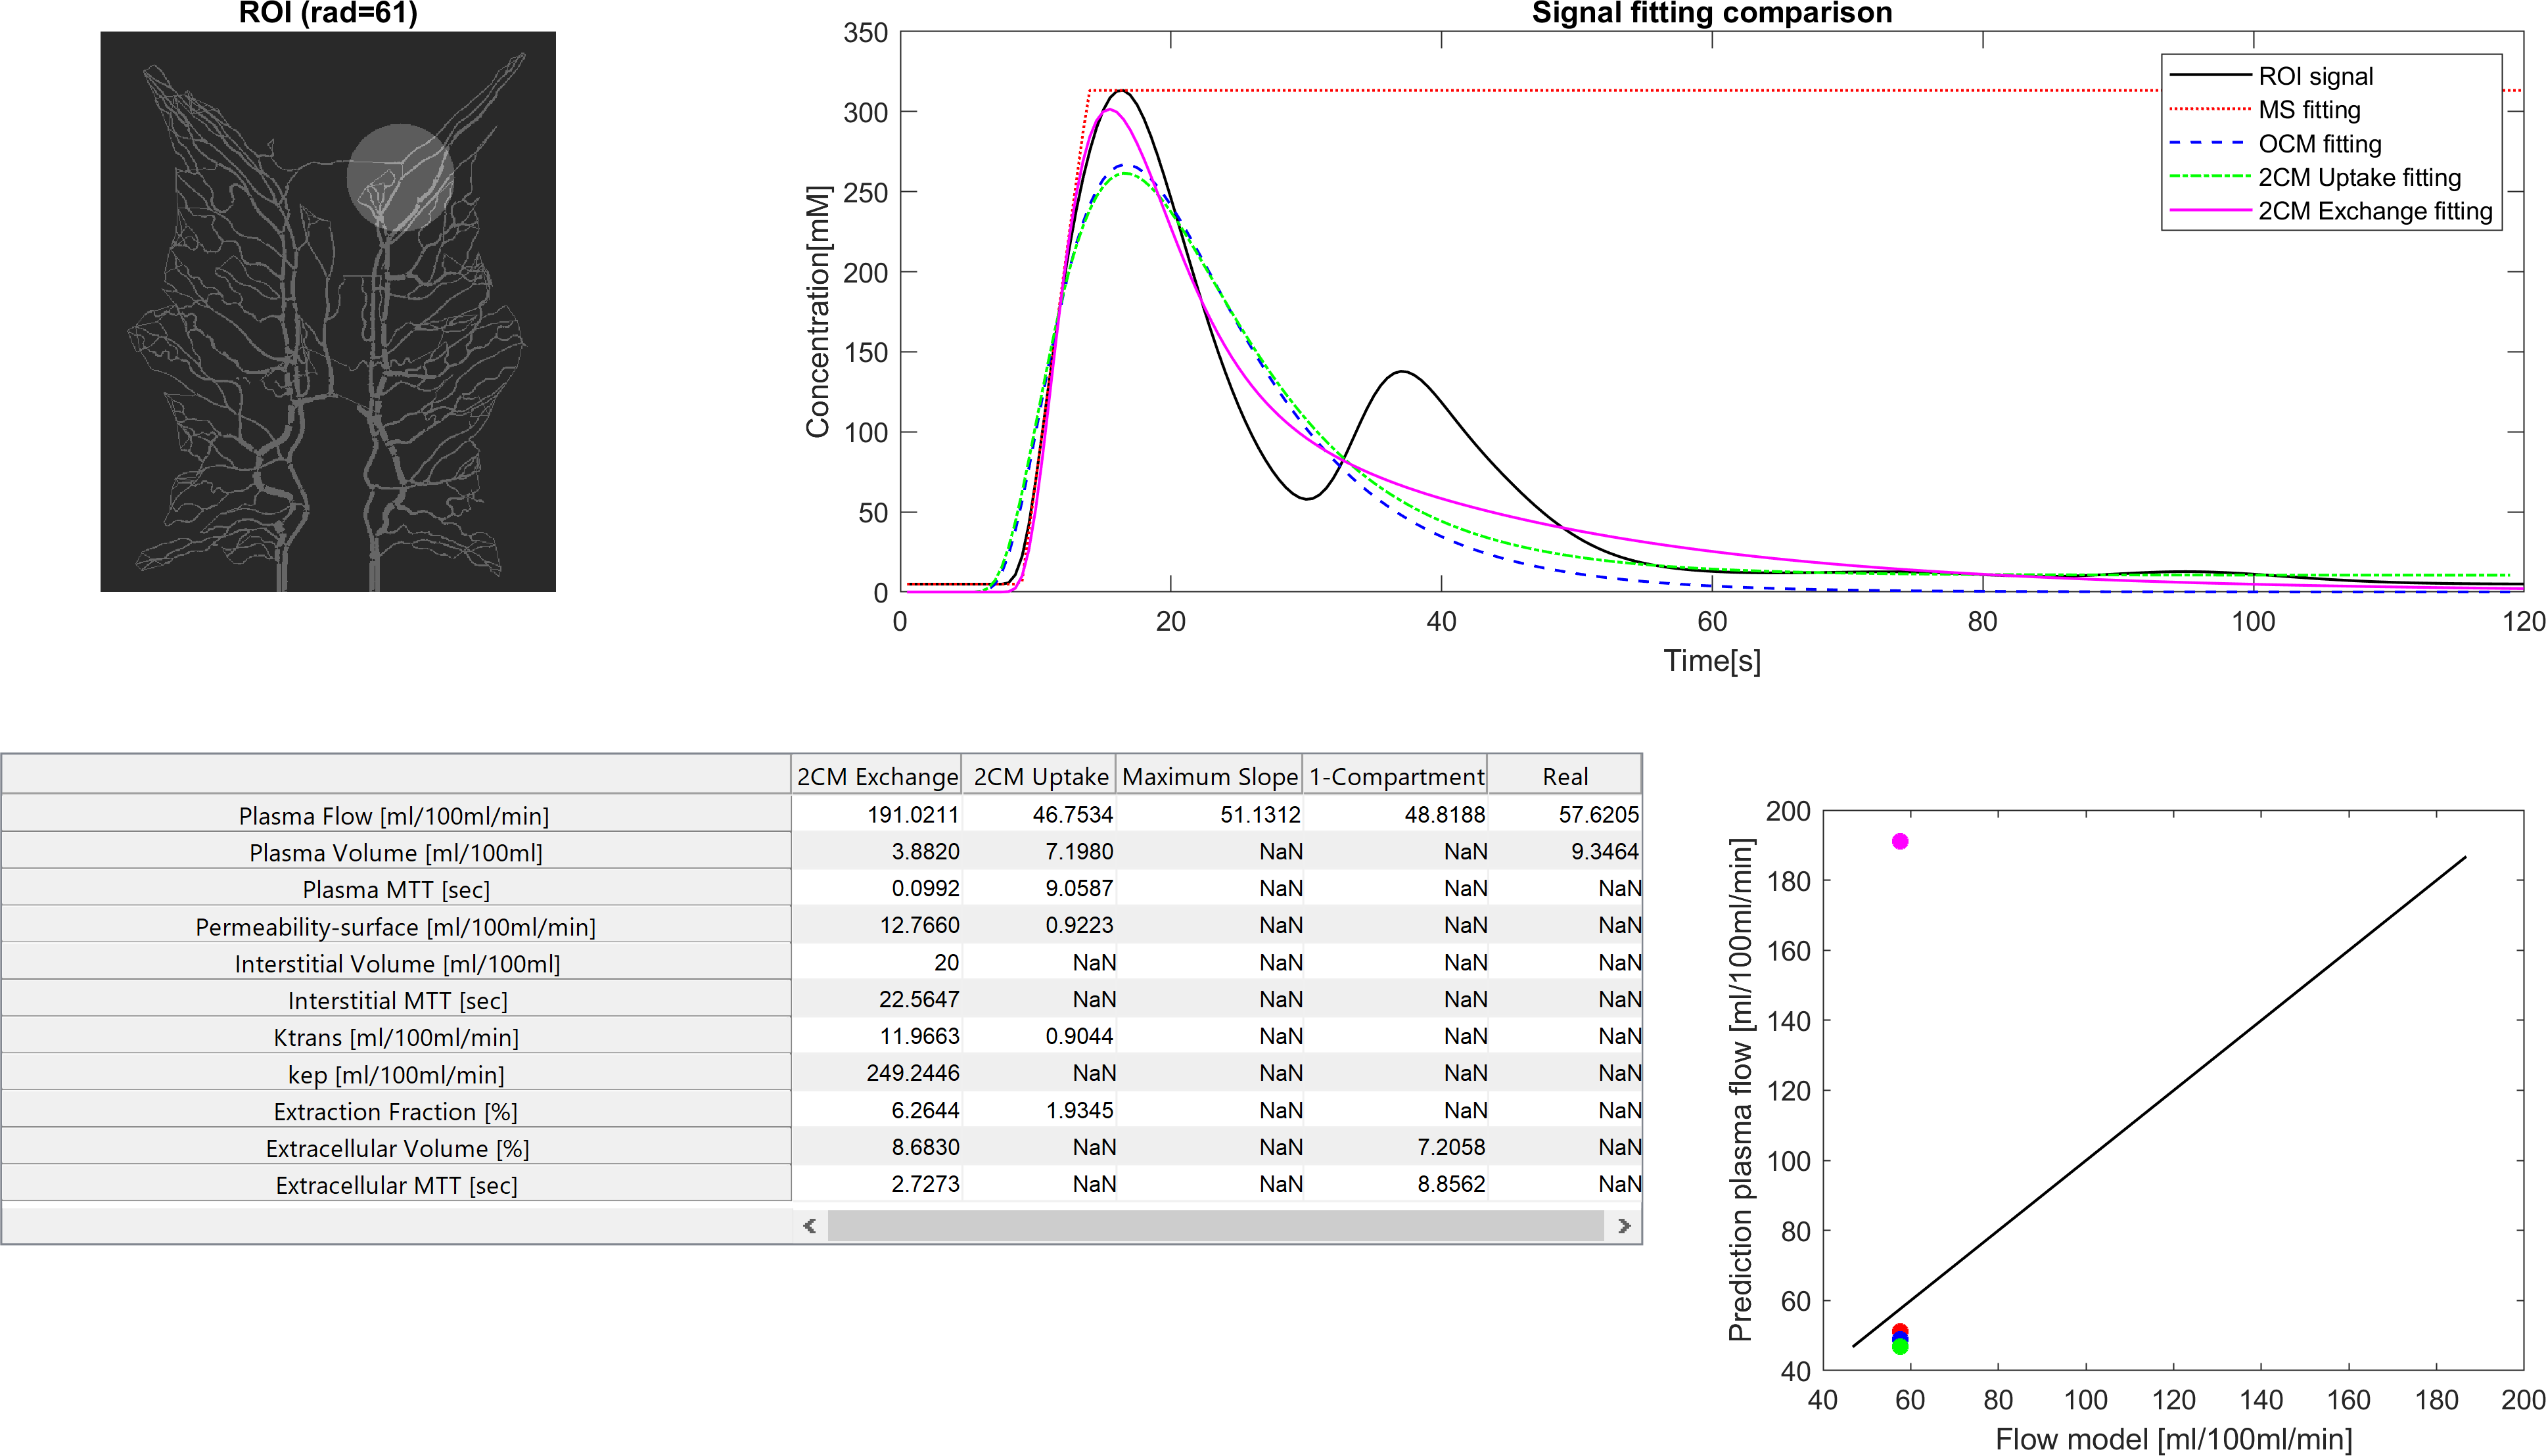 ROI (rad=61)
Signal fitting comparison
350
300
250
200
150
100
50
0
Concentration[mM]
0 20 40 60 80 100 120
Time[s]
ROI signal
MS fitting
OCM fitting
2CM Uptake fitting
2CM Exchange fitting
2CM Exchange 2CM Uptake Maximum Slope 1-Compartment Real
Plasma Flow [ml/100ml/min] 191.0211 46.7534 51.1312 48.8188 57.6205
Plasma Volume [ml/100ml] 3.8820 7.1980 NaN NaN 9.3464
Plasma MTT [sec] 0.0992 9.0587 NaN NaN NaN
Permeability-surface [ml/100ml/min] 12.7660 0.9223 NaN NaN NaN
Interstitial Volume [ml/100ml] 20 NaN NaN NaN NaN
Interstitial MTT [sec] 22.5647 NaN NaN NaN NaN
Ktrans [ml/100ml/min] 11.9663 0.9044 NaN NaN NaN
kep [ml/100ml/min] 249.2446 NaN NaN NaN NaN
Extraction Fraction [%] 6.2644 1.9345 NaN NaN NaN
Extracellular Volume [%] 8.6830 NaN NaN 7.2058 NaN
Extracellular MTT [sec] 2.7273 NaN NaN 8.8562 NaN
200
180
160
140
120
100
80
60
40
Prediction plasma flow [ml/100ml/min]
40 60 80 100 120 140 160 180 200
Flow model [ml/100ml/min]